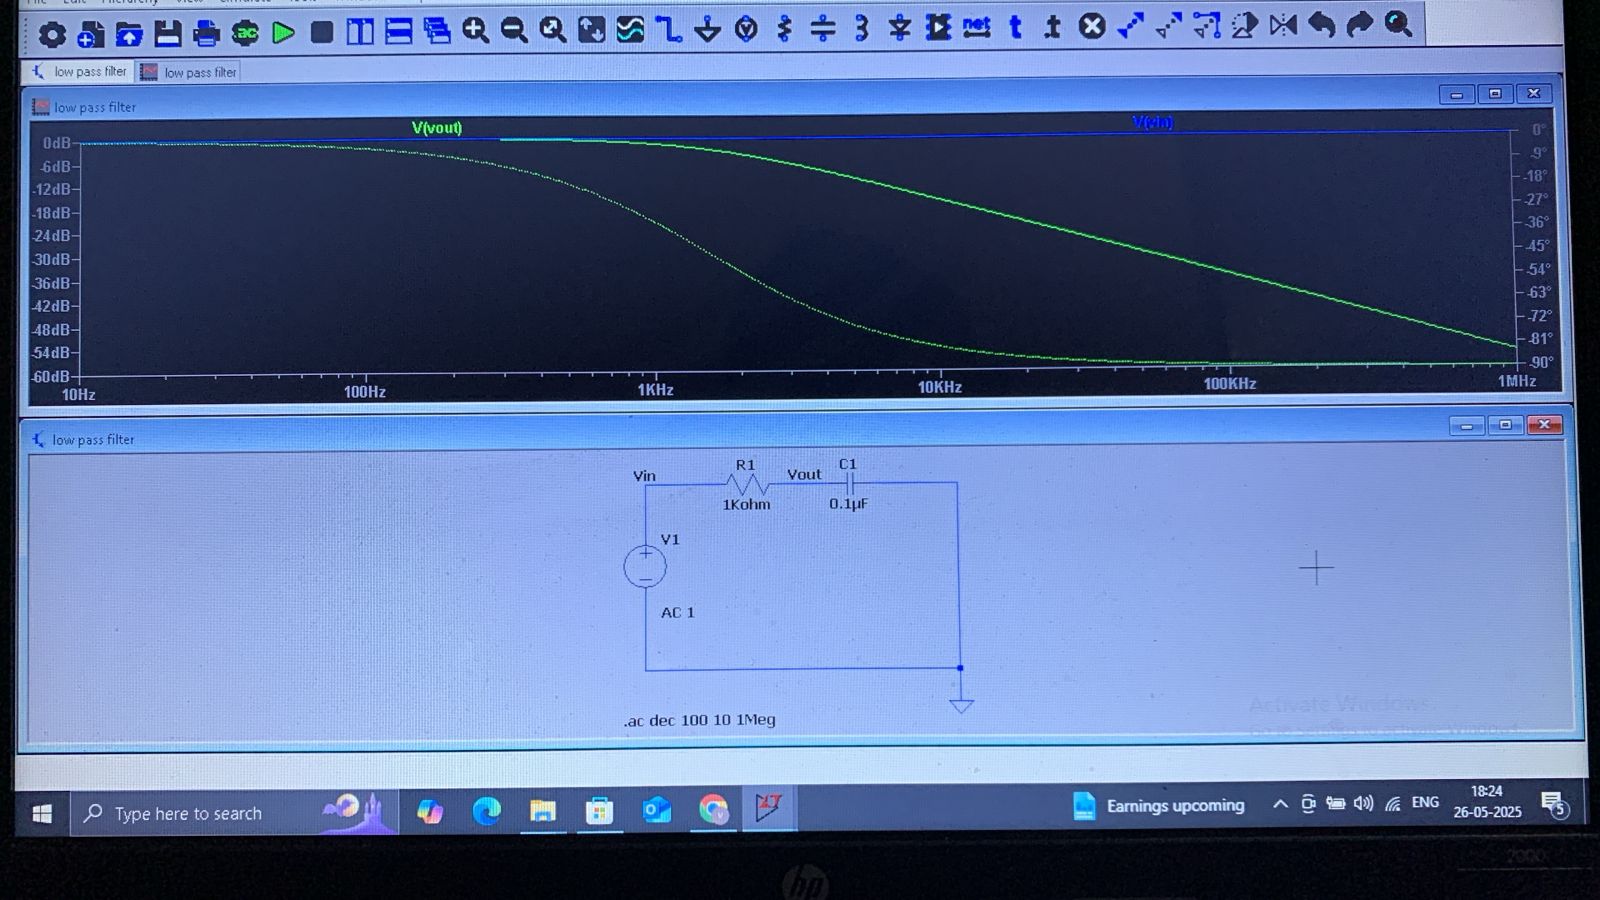 low pass filter
low pass filter
low pass filter
V(vout)
V(vin)
0dB
-6dB
-12dB
-18dB
-24dB
-30dB
-36dB
-42dB
-48dB
-54dB
-60dB
0°
-9°
-18°
-27°
-36°
-45°
-54°
-63°
-72°
-81°
-90°
10Hz 100Hz 1KHz 10KHz 100KHz 1MHz
low pass filter
Vin
R1
1Kohm
Vout
C1
0.1µF
V1
AC 1
.ac dec 100 10 1Meg
Activate Windows
Type here to search
Earnings upcoming
ENG
18:24
26-05-2025
5
hp